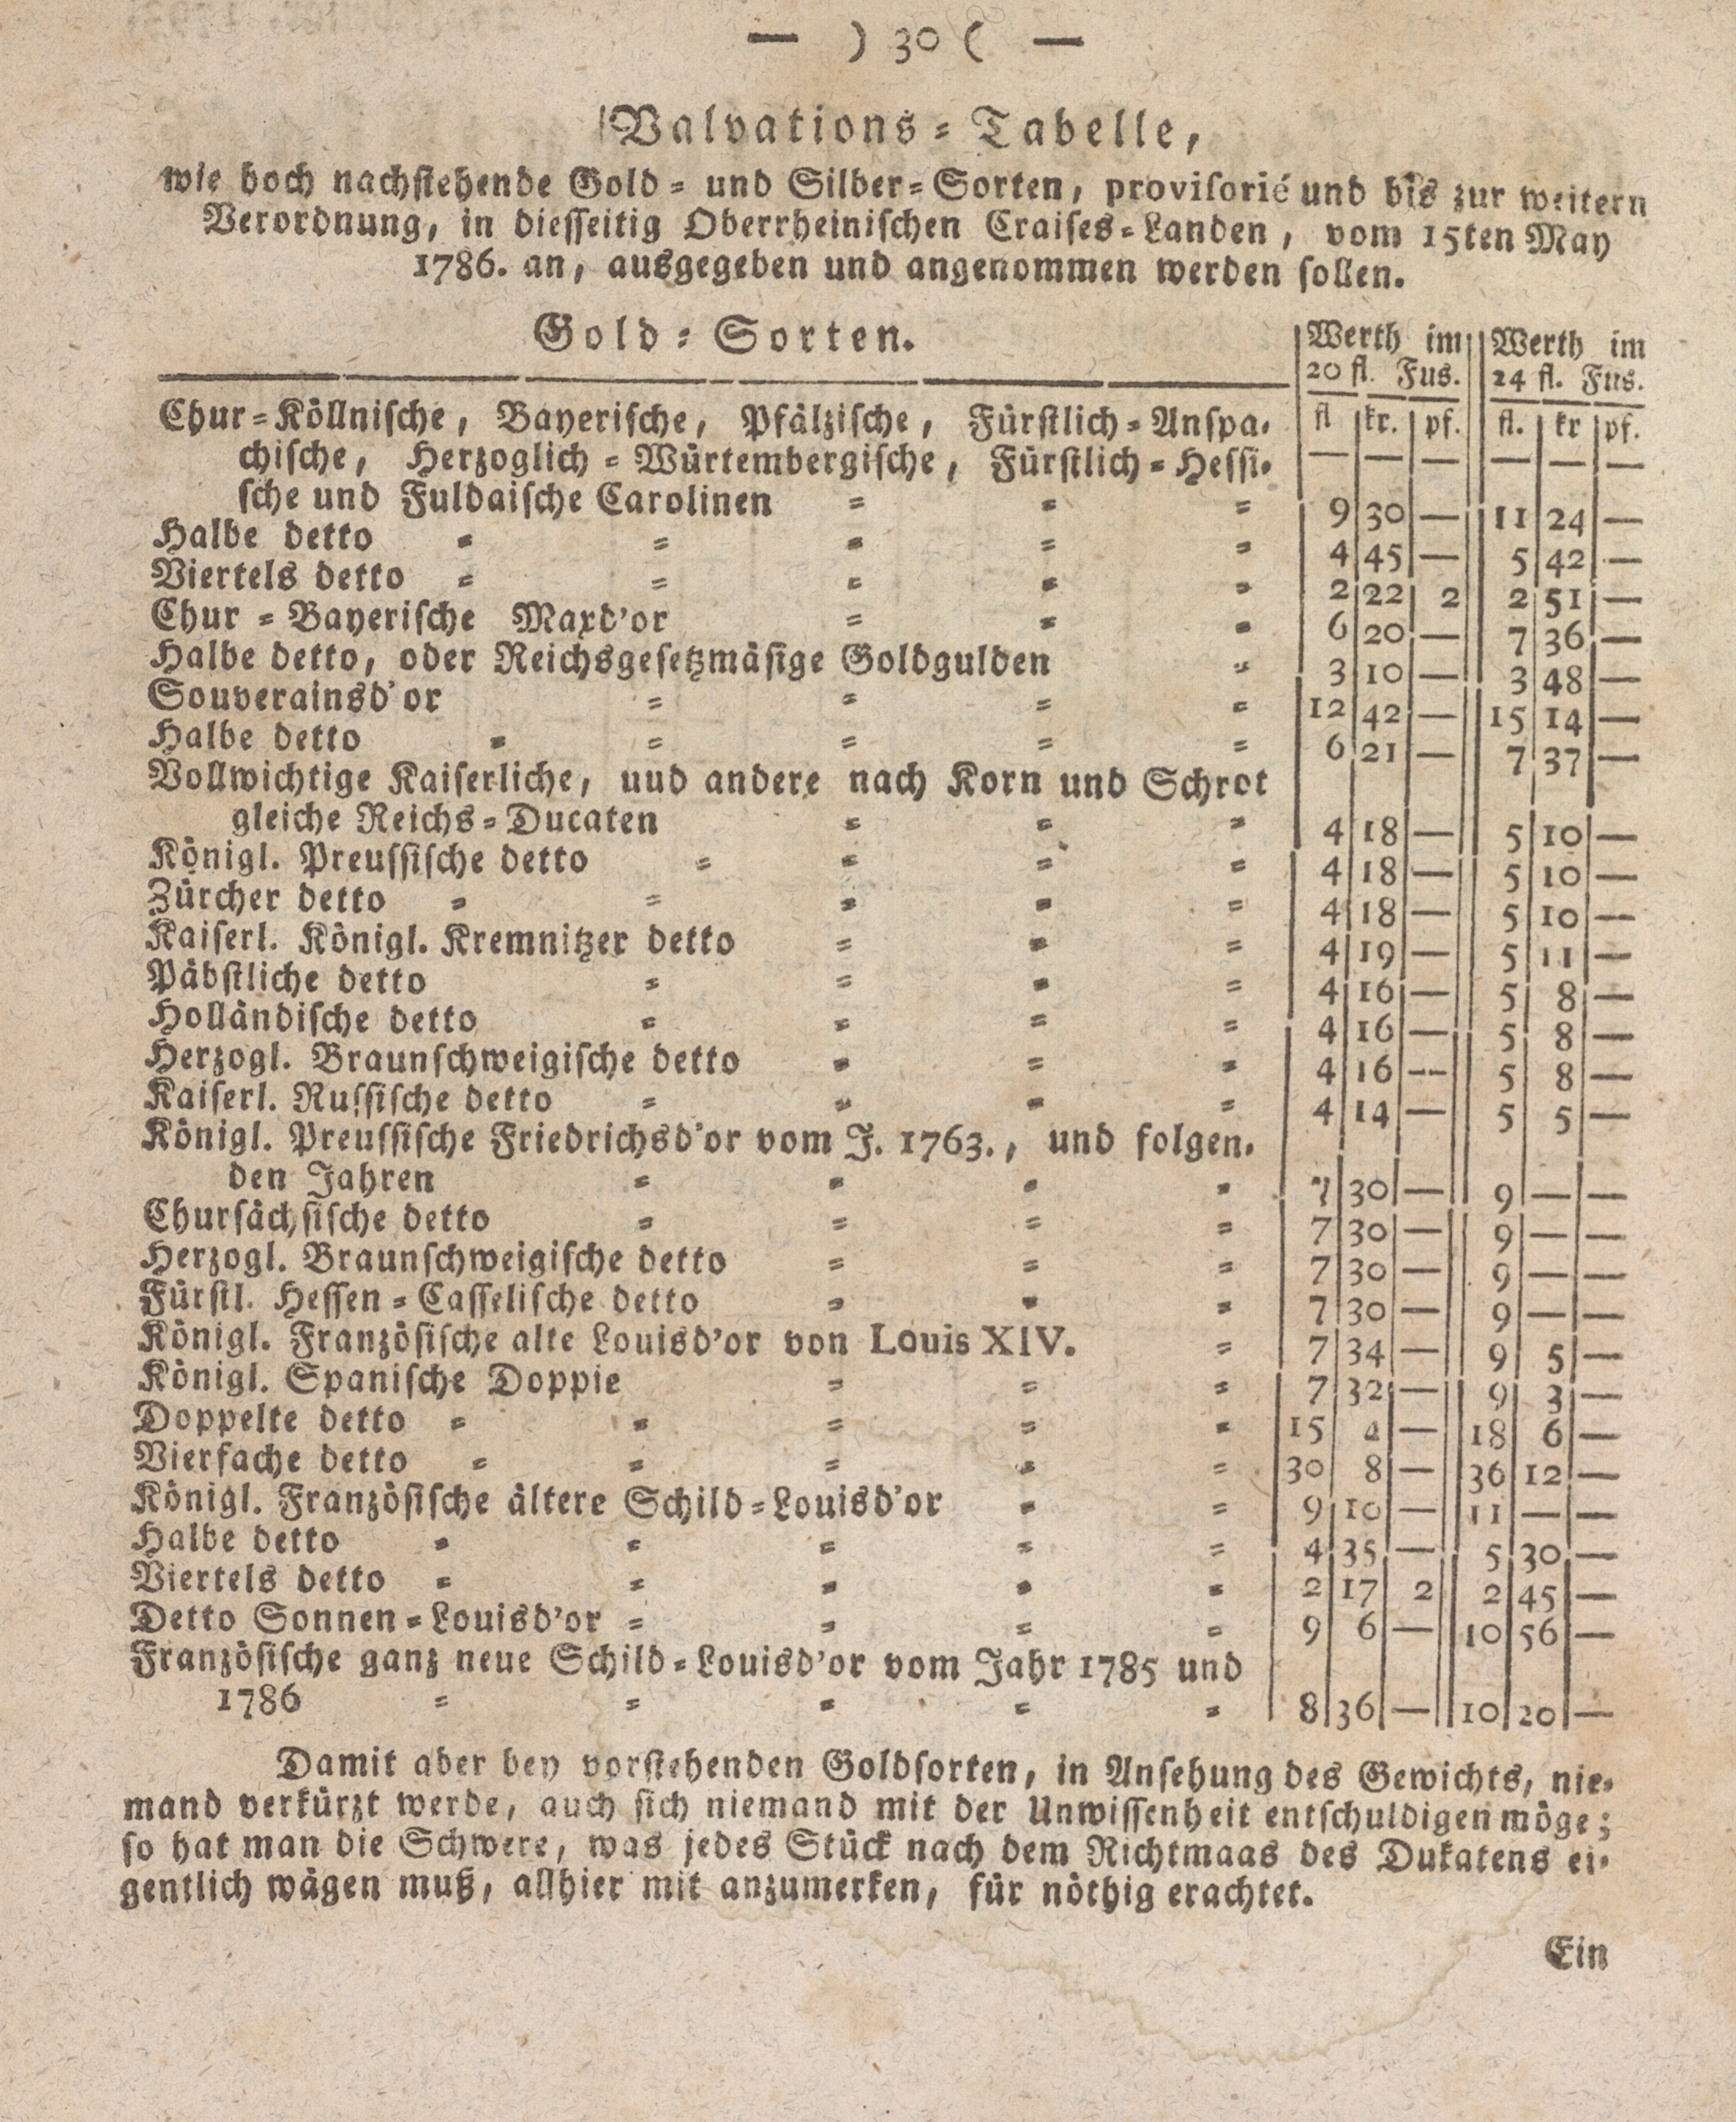 — ) 30 ( —
Valvations-Tabelle,
wie hoch nachstehende Gold- und Silber-Sorten, provisorié und bis zur weitern
Verordnung, in diesseitig Oberrheinischen Craises-Landen, vom 15ten May
1786. an, ausgegeben und angenommen werden sollen.
Gold-Sorten. Werth im Werth im
20 fl. Fus. 24 fl. Fus.
Chur-Köllnische, Bayerische, Pfälzische, Fürstlich-Anspa- fl kr. pf. fl. kr pf.
chische, Herzoglich-Würtembergische, Fürstlich-Hessi- — — — — — —
sche und Fuldaische Carolinen = = = 9 30 — 11 24 —
Halbe detto = = = = = 4 45 — 5 42 —
Viertels detto = = = = = 2 22 2 2 51 —
Chur-Bayerische Maxd'or = = = 6 20 — 7 36 —
Halbe detto, oder Reichsgesetzmäsige Goldgulden = 3 10 — 3 48 —
Souverainsd'or = = = = 12 42 — 15 14 —
Halbe detto = = = = = 6 21 — 7 37 —
Vollwichtige Kaiserliche, uud andere nach Korn und Schrot
gleiche Reichs-Ducaten = = = 4 18 — 5 10 —
Königl. Preussische detto = = = = 4 18 — 5 10 —
Zürcher detto = = = = = 4 18 — 5 10 —
Kaiserl. Königl. Kremnitzer detto = = = 4 19 — 5 11 —
Päbstliche detto = = = = 4 16 — 5 8 —
Holländische detto = = = = 4 16 — 5 8 —
Herzogl. Braunschweigische detto = = = 4 16 — 5 8 —
Kaiserl. Russische detto = = = = 4 14 — 5 5 —
Königl. Preussische Friedrichsd'or vom J. 1763., und folgen-
den Jahren = = = = 7 30 — 9 — —
Chursächsische detto = = = = 7 30 — 9 — —
Herzogl. Braunschweigische detto = = = 7 30 — 9 — —
Fürstl. Hessen-Casselische detto = = = 7 30 — 9 — —
Königl. Französische alte Louisd'or von Louis XIV. = 7 34 — 9 5 —
Königl. Spanische Doppie = = = 7 32 — 9 3 —
Doppelte detto = = = = = 15 4 — 18 6 —
Vierfache detto = = = = = 30 8 — 36 12 —
Königl. Französische ältere Schild-Louisd'or = = 9 10 — 11 — —
Halbe detto = = = = = 4 35 — 5 30 —
Viertels detto = = = = = 2 17 2 2 45 —
Detto Sonnen-Louisd'or = = = = 9 6 — 10 56 —
Französische ganz neue Schild-Louisd'or vom Jahr 1785 und
1786 = = = = = 8 36 — 10 20 —
Damit aber bey vorstehenden Goldsorten, in Ansehung des Gewichts, nie-
mand verkürzt werde, auch sich niemand mit der Unwissenheit entschuldigen möge;
so hat man die Schwere, was jedes Stück nach dem Richtmaas des Dukatens ei-
gentlich wägen muß, allhier mit anzumerken, für nöthig erachtet.
Ein